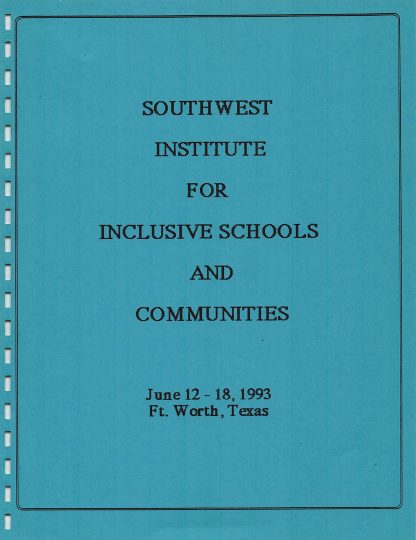 SOUTHWEST
INSTITUTE
FOR
INCLUSIVE SCHOOLS
AND
COMMUNITIES
June 12 - 18, 1993
Ft. Worth, Texas